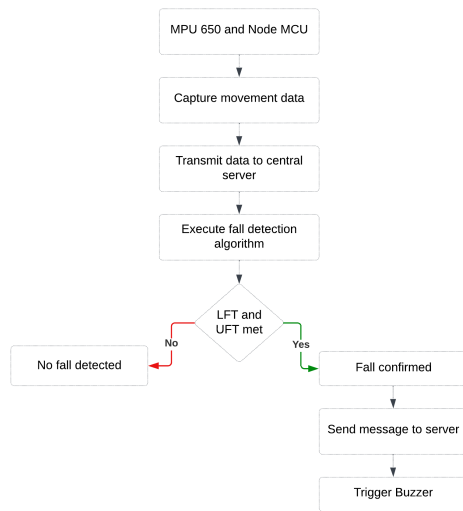 MPU 650 and Node MCU
Capture movement data
Transmit data to central
server
Execute fall detection
algorithm
LFT and
UFT met
No
Yes
No fall detected
Fall confirmed
Send message to server
Trigger Buzzer